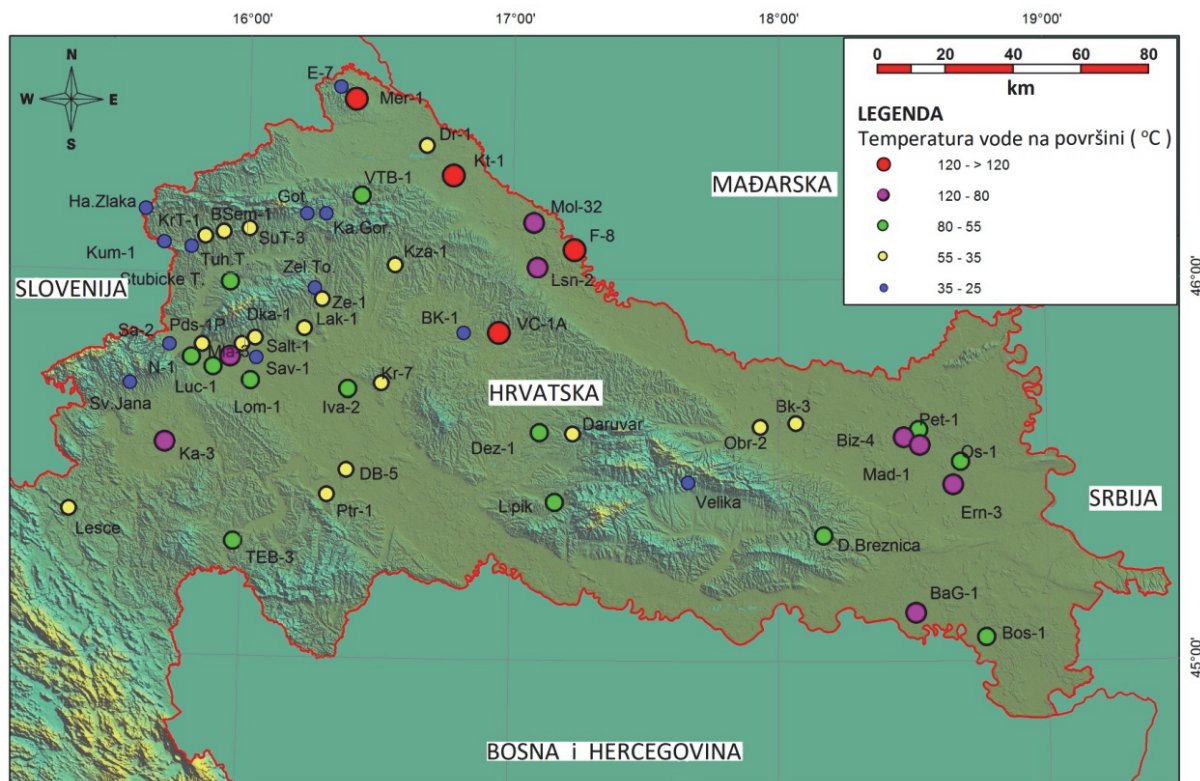 16°00'
17°00'
18°00'
19°00'
N
W E
S
0 20 40 60 80
km
LEGENDA
Temperatura vode na površini ( °C )
120 - > 120
120 - 80
80 - 55
55 - 35
35 - 25
E-7
Mer-1
Dr-1
Kt-1
MAĐARSKA
VTB-1
Ha.Zlaka
Got.
KrT-1
BSem-1
Mol-32
SuT-3
Ka.Gor.
F-8
Kum-1
Tuh.T
Kza-1
Stubicke T.
Zel.To.
Lsn-2
46°00'
SLOVENIJA
Ze-1
Dka-1
Lak-1
Sa-2
Pds-1P
BK-1
VC-1A
Salt-1
Mla-3
N-1
Sav-1
Luc-1
Kr-7
Sv.Jana
Lom-1
Iva-2
HRVATSKA
Bk-3
Daruvar
Pet-1
Ka-3
Dez-1
Obr-2
Biz-4
Os-1
DB-5
Mad-1
Velika
SRBIJA
Lesce
Ptr-1
Lipik
Ern-3
TEB-3
D.Breznica
BaG-1
Bos-1
45°00'
BOSNA i HERCEGOVINA